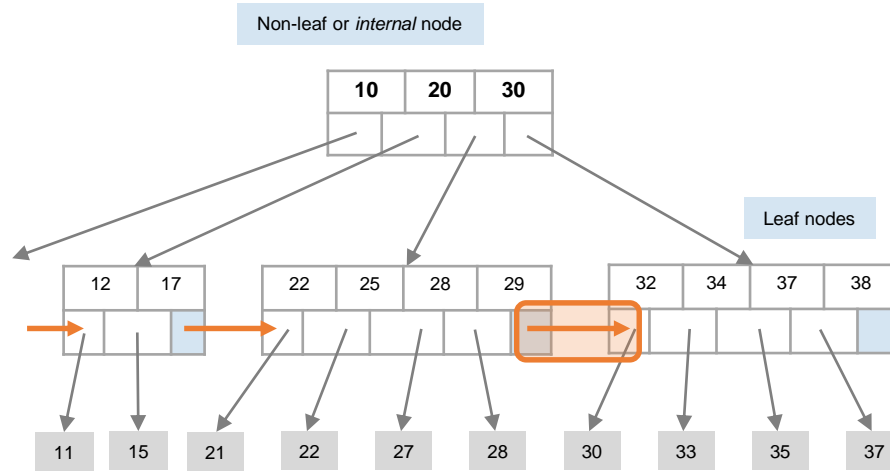 Non-leaf or internal node
10 20 30
Leaf nodes
12 17 22 25 28 29 32 34 37 38
11 15 21 22 27 28 30 33 35 37